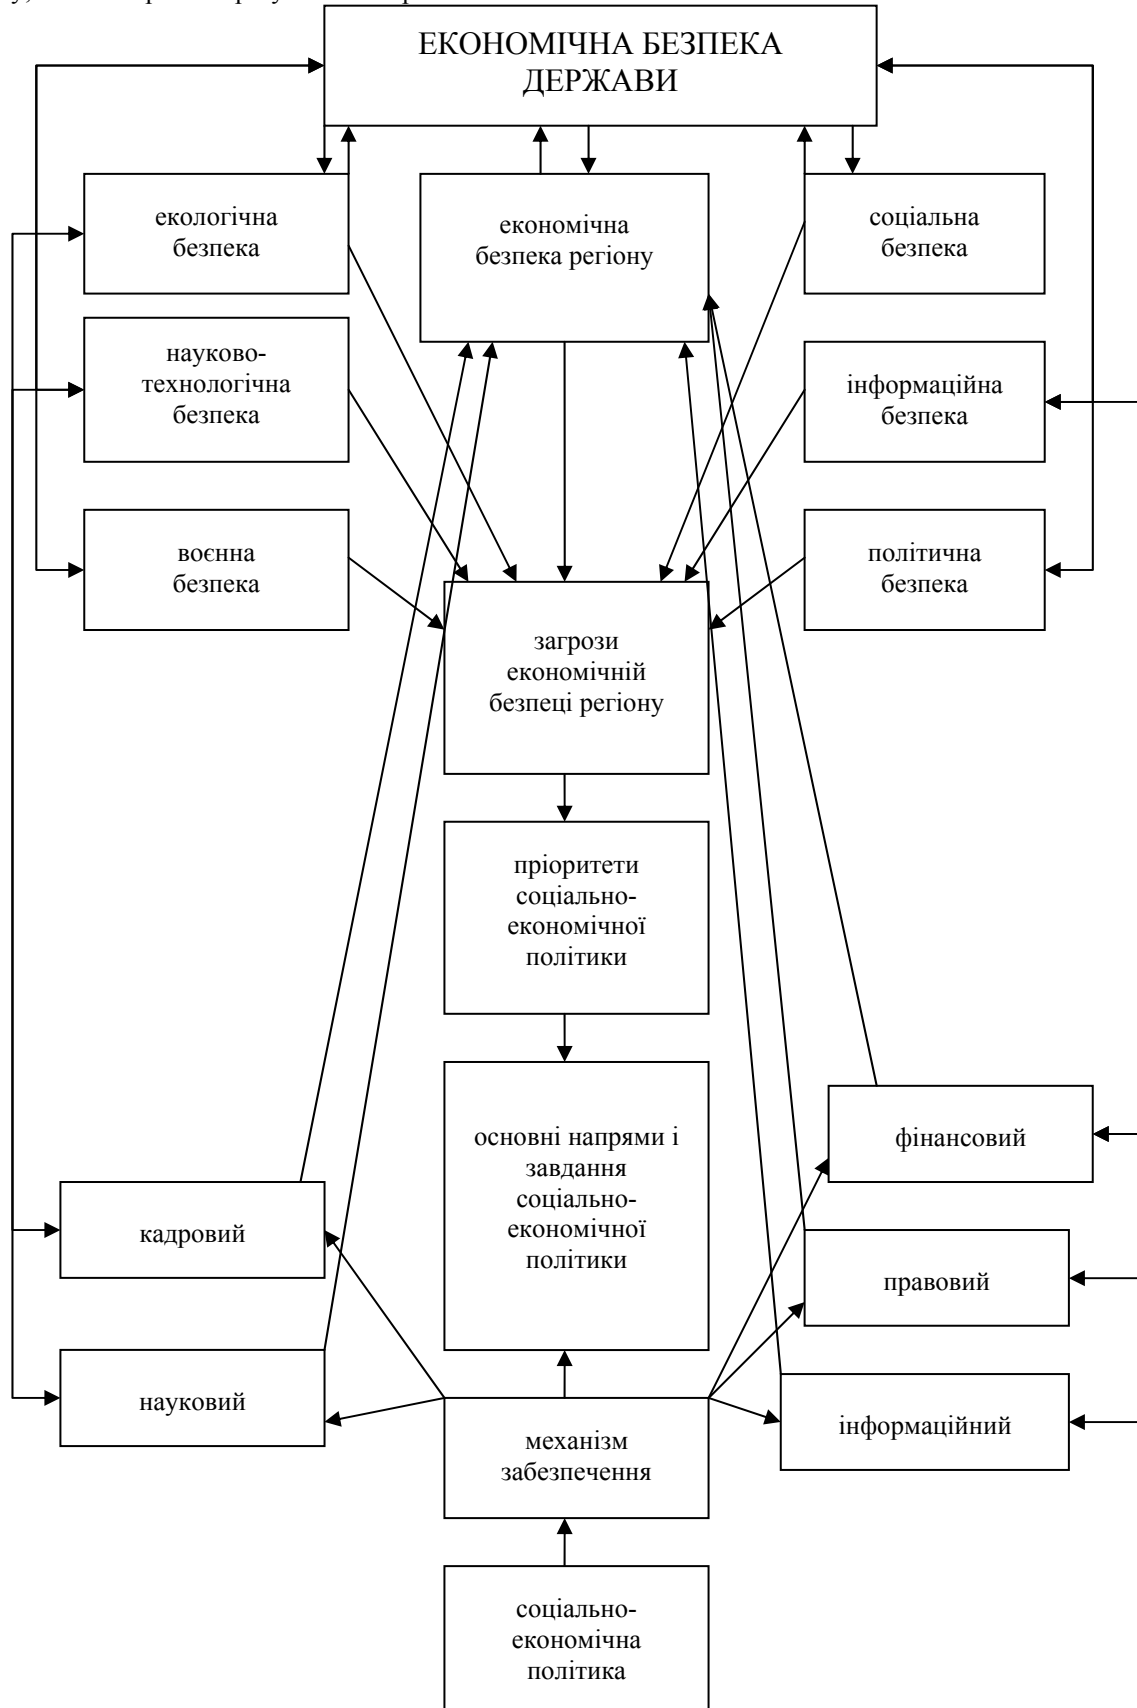 ЕКОНОМІЧНА БЕЗПЕКА
ДЕРЖАВИ
екологічна
безпека
економічна
безпека регіону
соціальна
безпека
науково-
технологічна
безпека
інформаційна
безпека
воєнна
безпека
політична
безпека
загрози
економічній
безпеці регіону
пріоритети
соціально-
економічної
політики
основні напрями і
завдання
соціально-
економічної
політики
фінансовий
кадровий
правовий
науковий
інформаційний
механізм
забезпечення
соціально-
економічна
політика